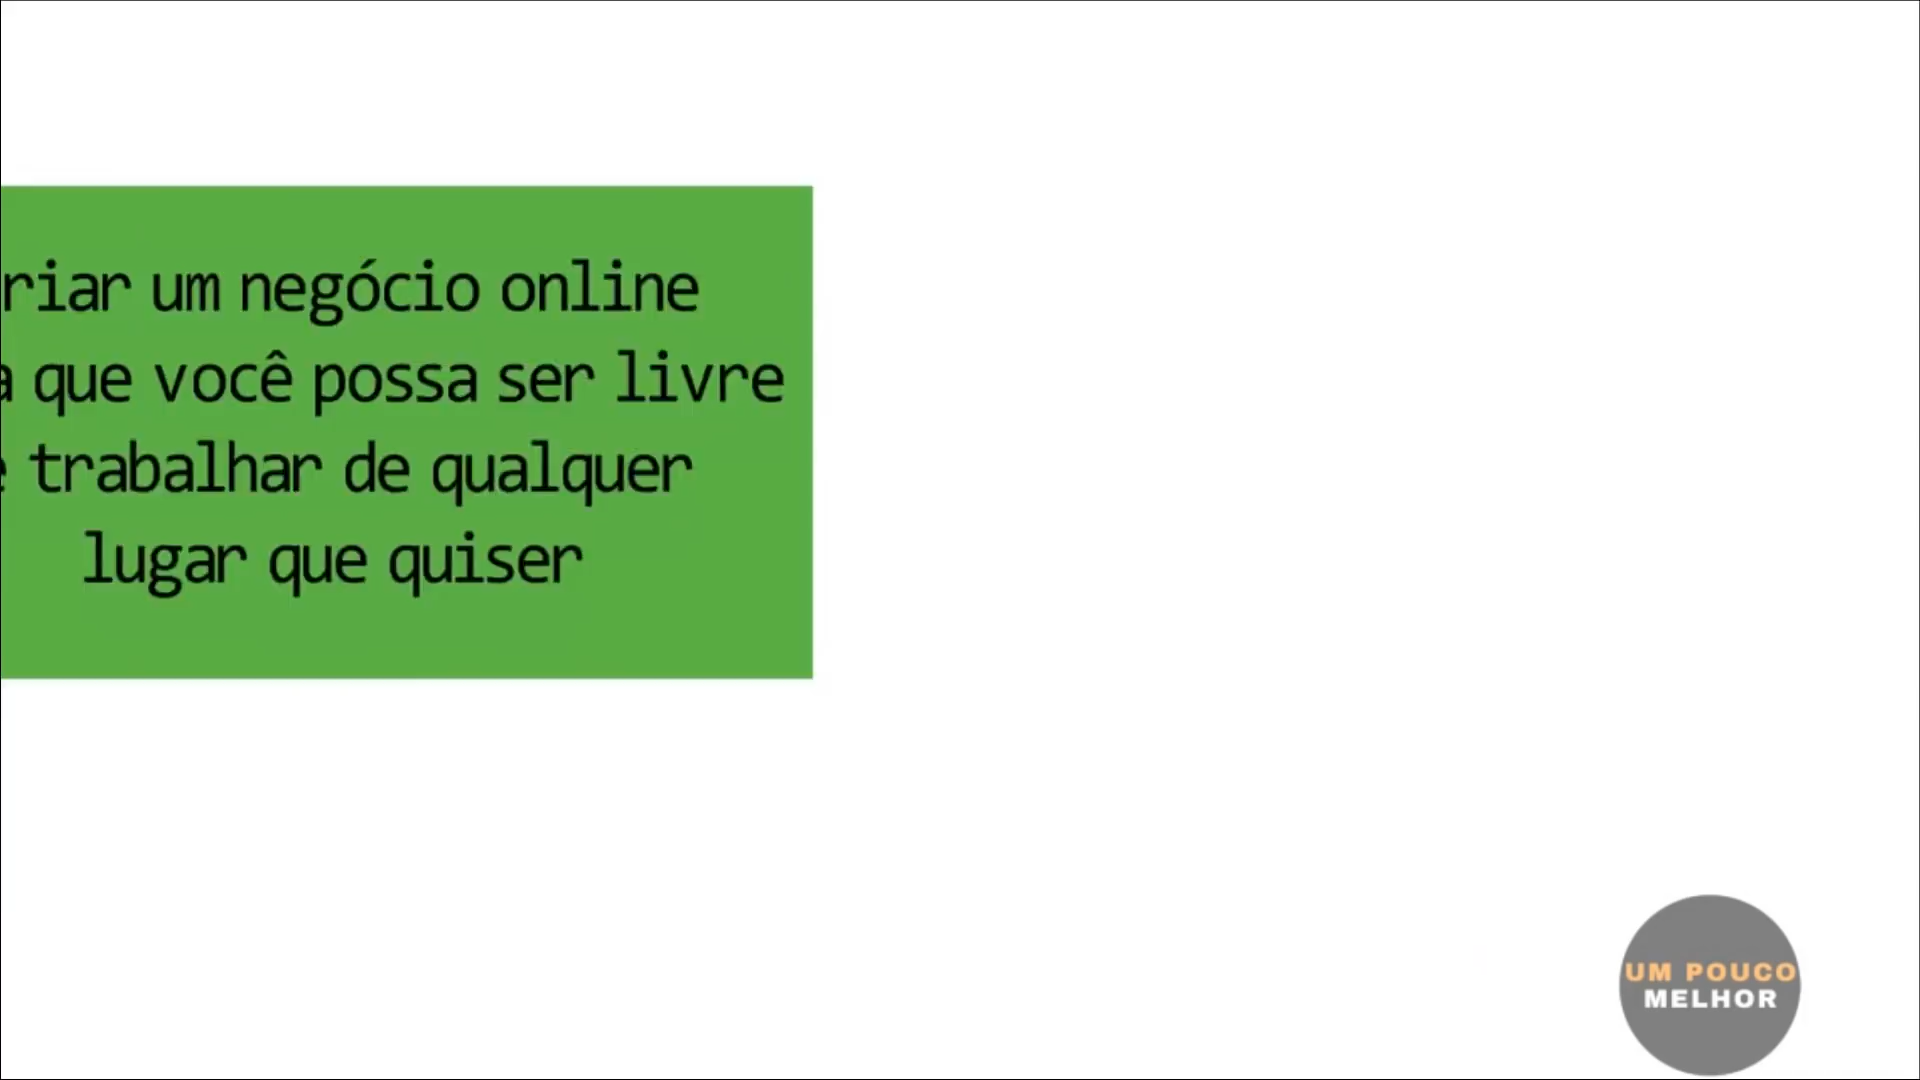 riar um negócio online
a que você possa ser livre
e trabalhar de qualquer
lugar que quiser
UM POUCO
MELHOR